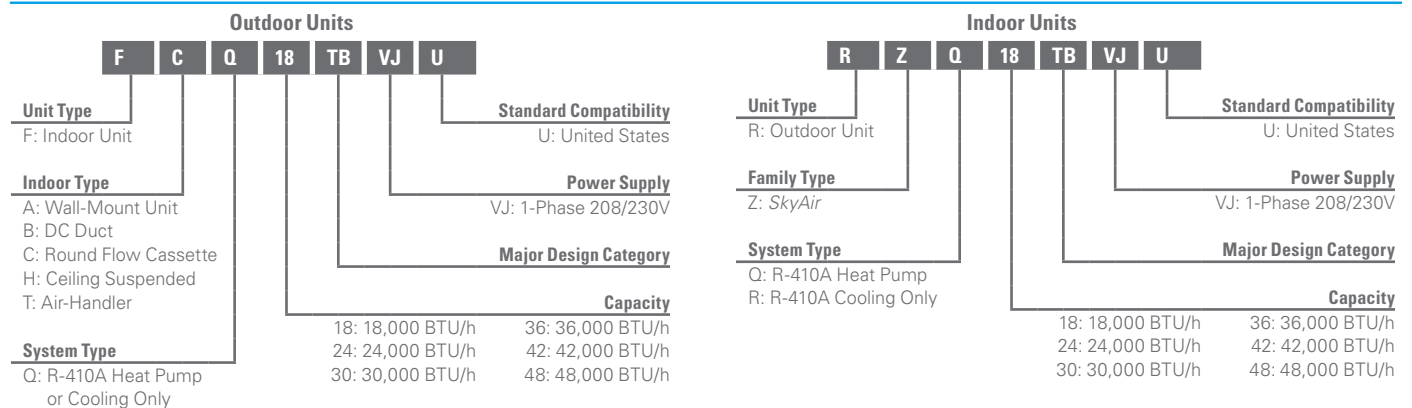 Outdoor Units
F C Q 18 TB VJ U
Unit Type
F: Indoor Unit
Indoor Type
A: Wall-Mount Unit
B: DC Duct
C: Round Flow Cassette
H: Ceiling Suspended
T: Air-Handler
System Type
Q: R-410A Heat Pump
or Cooling Only
Standard Compatibility
U: United States
Power Supply
VJ: 1-Phase 208/230V
Major Design Category
Capacity
18: 18,000 BTU/h 36: 36,000 BTU/h
24: 24,000 BTU/h 42: 42,000 BTU/h
30: 30,000 BTU/h 48: 48,000 BTU/h
Indoor Units
R Z Q 18 TB VJ U
Unit Type
R: Outdoor Unit
Family Type
Z: SkyAir
System Type
Q: R-410A Heat Pump
R: R-410A Cooling Only
Standard Compatibility
U: United States
Power Supply
VJ: 1-Phase 208/230V
Major Design Category
Capacity
18: 18,000 BTU/h 36: 36,000 BTU/h
24: 24,000 BTU/h 42: 42,000 BTU/h
30: 30,000 BTU/h 48: 48,000 BTU/h